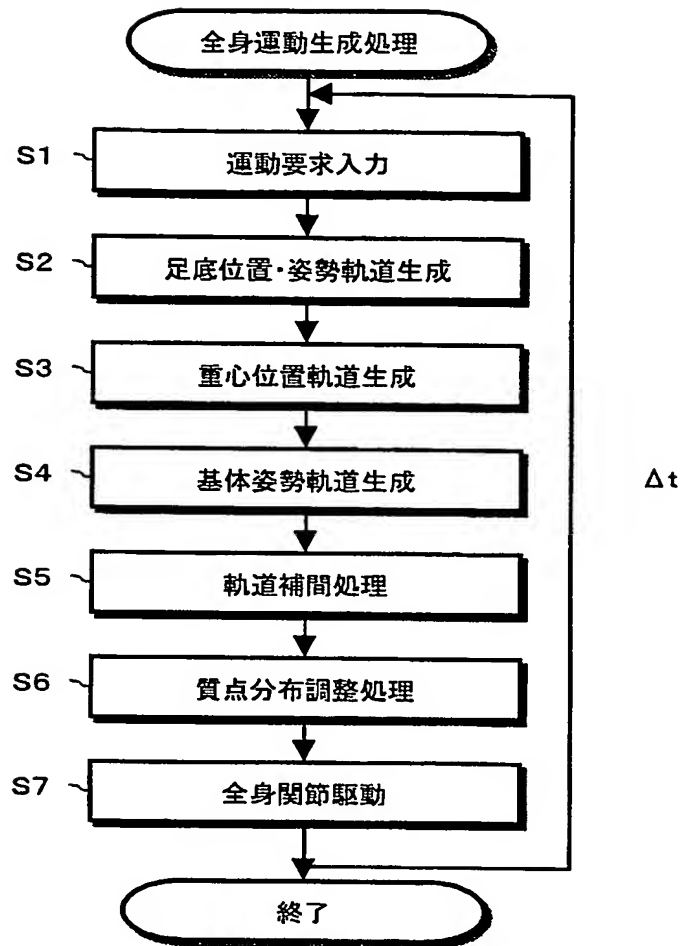 全身運動生成処理
S1
運動要求入力
S2
足底位置・姿勢軌道生成
S3
重心位置軌道生成
S4
基体姿勢軌道生成
Δt
S5
軌道補間処理
S6
質点分布調整処理
S7
全身関節駆動
終了